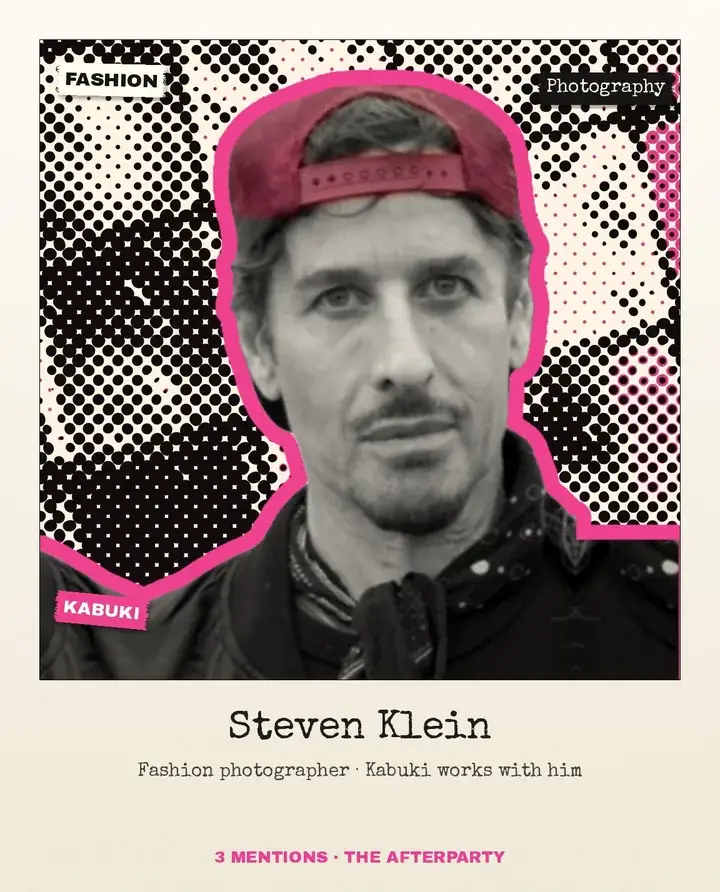 FASHION
Photography
KABUKI
Steven Klein
Fashion photographer · Kabuki works with him
3 MENTIONS · THE AFTERPARTY